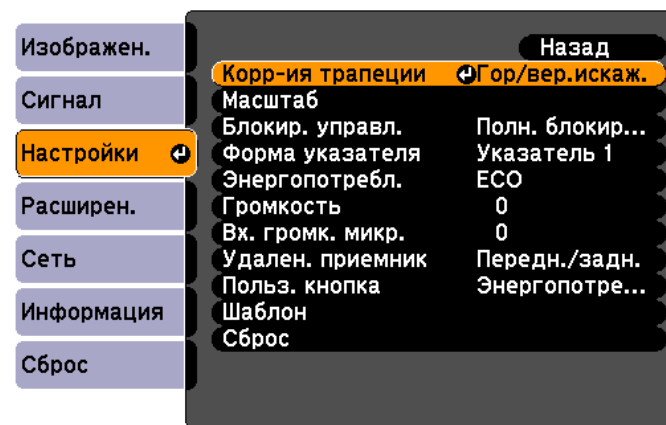 Изображен.
Сигнал
Настройки
Расширен.
Сеть
Информация
Сброс
Назад
Корр-ия трапеции Гор/вер.искаж.
Масштаб
Блокир. управл. Полн. блокир...
Форма указателя Указатель 1
Энергопотребл. ECO
Громкость 0
Вх. громк. микр. 0
Удален. приемник Передн./задн.
Польз. кнопка Энергопотре...
Шаблон
Сброс